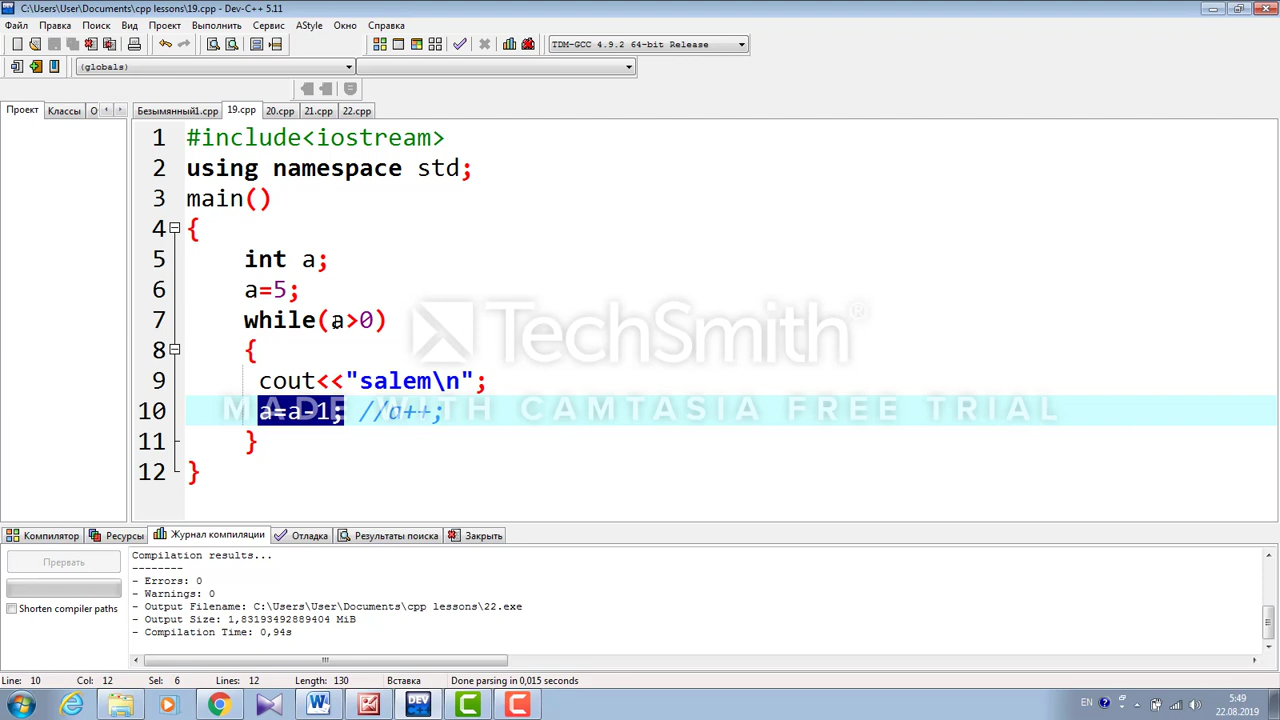 C:\Users\User\Documents\cpp lessons\19.cpp - Dev-C++ 5.11
Файл Правка Поиск Вид Проект Выполнить Сервис AStyle Окно Справка
TDM-GCC 4.9.2 64-bit Release
(globals)
Проект Классы О Безымянный1.cpp 19.cpp 20.cpp 21.cpp 22.cpp
1 #include<iostream>
2 using namespace std;
3 main()
4 {
5 int a;
6 a=5;
7 while(a>0)
8 {
9 cout<<"salem\n";
10 a=a-1; //a++;
11 }
12 }
TechSmith®
MADE WITH CAMTASIA FREE TRIAL
Компилятор Ресурсы Журнал компиляции Отладка Результаты поиска Закрыть
Прервать
Shorten compiler paths
Compilation results...
--------
- Errors: 0
- Warnings: 0
- Output Filename: C:\Users\User\Documents\cpp lessons\22.exe
- Output Size: 1,83193492889404 MiB
- Compilation Time: 0,94s
Line: 10 Col: 12 Sel: 6 Lines: 12 Length: 130 Вставка Done parsing in 0,015 seconds
DEV
EN
5:49
22.08.2019